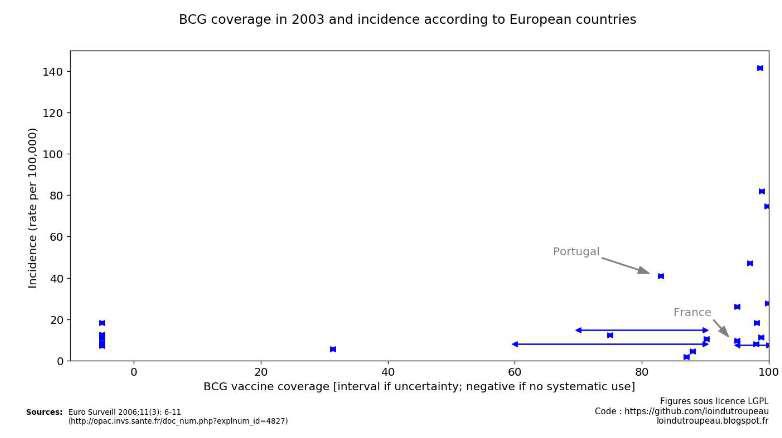 BCG coverage in 2003 and incidence according to European countries
Incidence (rate per 100,000)
140
120
100
80
60
40
20
0
Portugal
France
0
20
40
60
80
100
BCG vaccine coverage [interval if uncertainty; negative if no systematic use]
Sources: Euro Surveill 2006;11(3): 6-11
(http://opac.invs.sante.fr/doc_num.php?explnum_id=4827)
Figures sous licence LGPL
Code : https://github.com/loindutroupeau
loindutroupeau.blogspot.fr